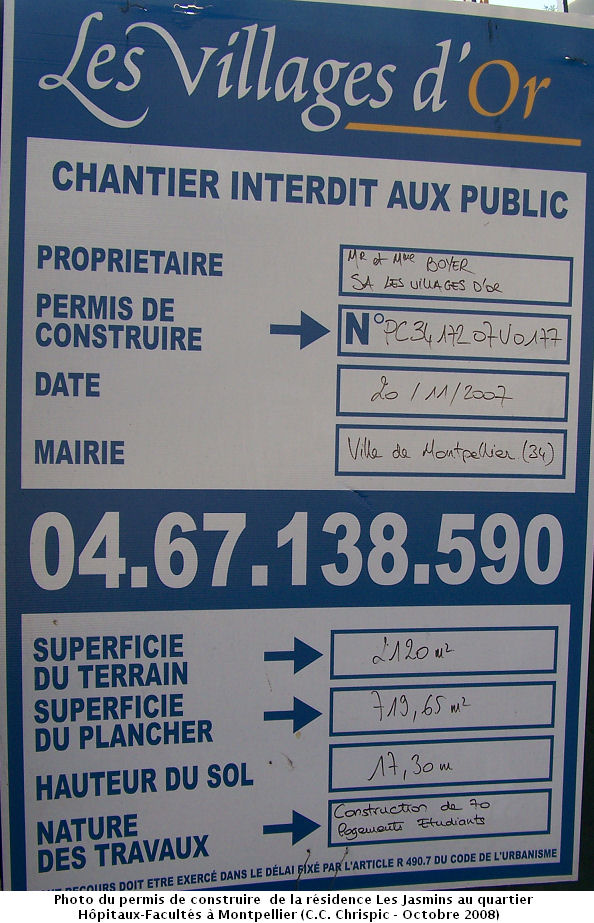 Les Villages d'Or
CHANTIER INTERDIT AUX PUBLIC
PROPRIETAIRE
Mr et Mme BOYER
SA LES VILLAGES D'OR
PERMIS DE
CONSTRUIRE
N° PC34 172 07V0177
DATE
20/11/2007
MAIRIE
Ville de Montpellier (34)
04.67.138.590
SUPERFICIE
DU TERRAIN
2120 m²
SUPERFICIE
DU PLANCHER
719,65 m²
HAUTEUR DU SOL
17,30m
NATURE
DES TRAVAUX
Construction de 70
Logements Etudiants
RECOURS DOIT ETRE EXERCÉ DANS LE DÉLAI FIXÉ PAR L'ARTICLE R 490.7 DU CODE DE L'URBANISME
Photo du permis de construire de la résidence Les Jasmins au quartier
Hôpitaux-Facultés à Montpellier (C.C. Chrispic - Octobre 2008)